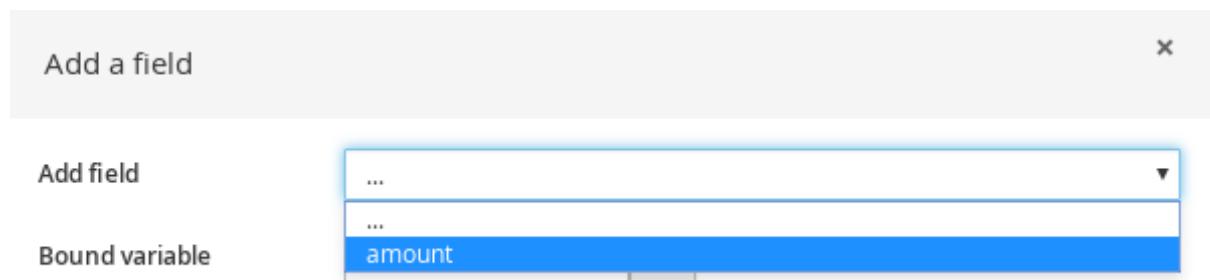 Add a field
×
Add field
...
...
Bound variable
amount